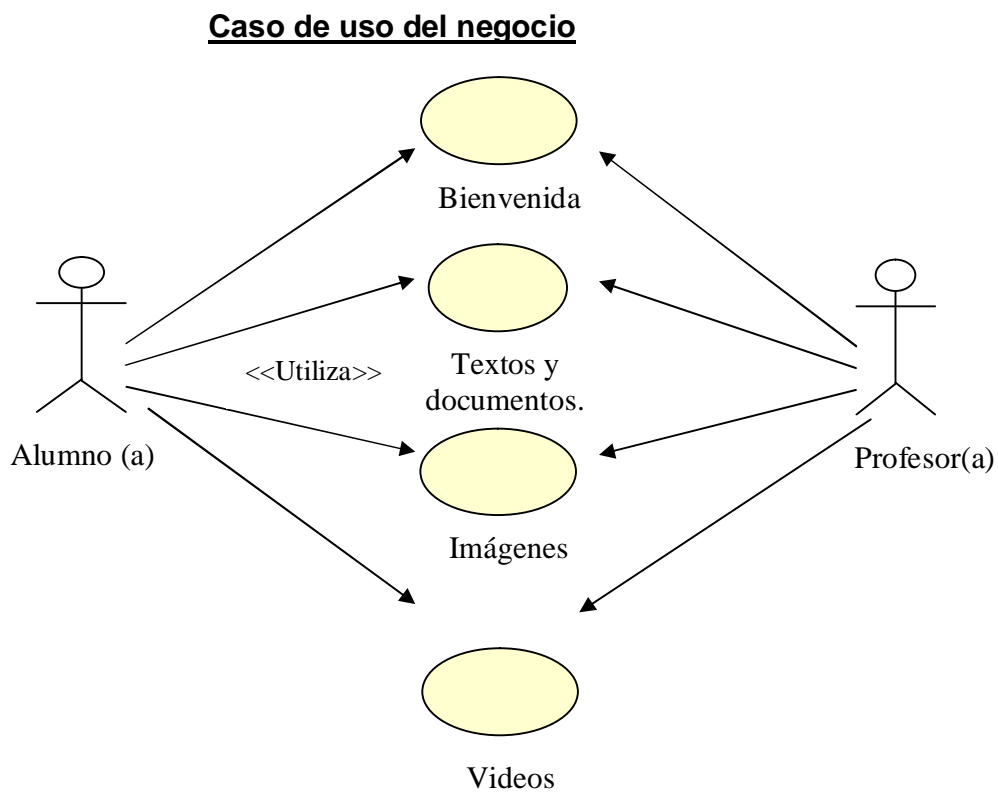 Caso de uso del negocio
Bienvenida
<<Utiliza>>
Textos y
documentos.
Alumno (a)
Profesor(a)
Imágenes
Videos